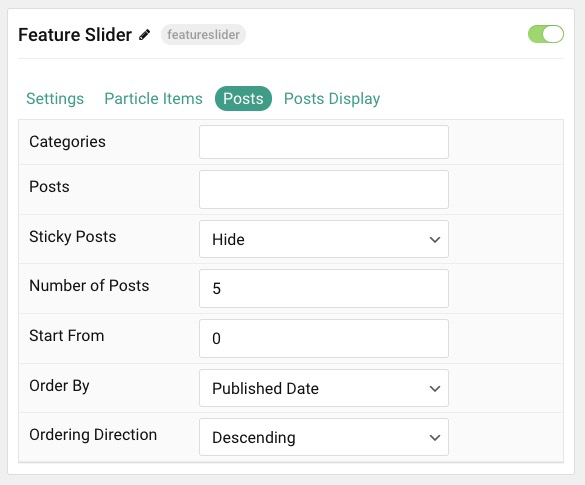 Feature Slider featureslider
Settings Particle Items Posts Posts Display
Categories
Posts
Sticky Posts Hide
Number of Posts 5
Start From 0
Order By Published Date
Ordering Direction Descending